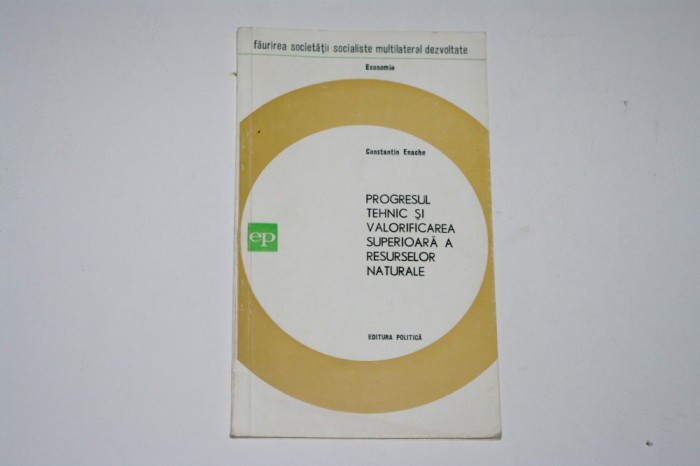 făurirea societății socialiste multilateral dezvoltate
Economie
Constantin Enache
PROGRESUL
TEHNIC ȘI
VALORIFICAREA
SUPERIOARĂ A
RESURSELOR
NATURALE
ep
EDITURA POLITICĂ